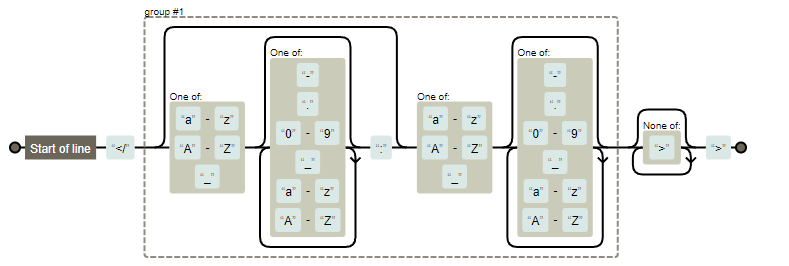 group #1
Start of line
“</”
One of:
“a” - “z”
“A” - “Z”
“_”
One of:
“-”
“.”
“0” - “9”
“_”
“a” - “z”
“A” - “Z”
“:”
One of:
“a” - “z”
“A” - “Z”
“_”
One of:
“-”
“.”
“0” - “9”
“_”
“a” - “z”
“A” - “Z”
None of:
“>”
“>”